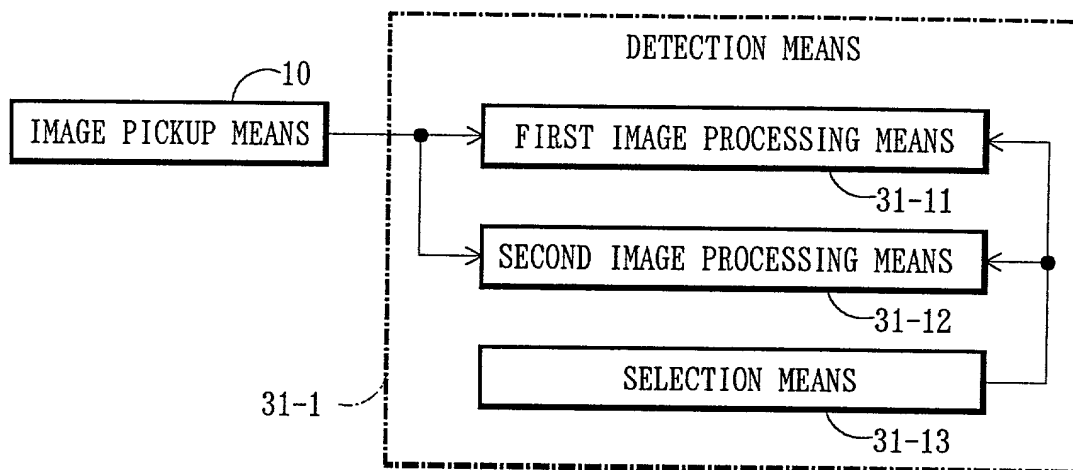 DETECTION MEANS
10
IMAGE PICKUP MEANS
FIRST IMAGE PROCESSING MEANS
31-11
SECOND IMAGE PROCESSING MEANS
31-12
SELECTION MEANS
31-1
31-13